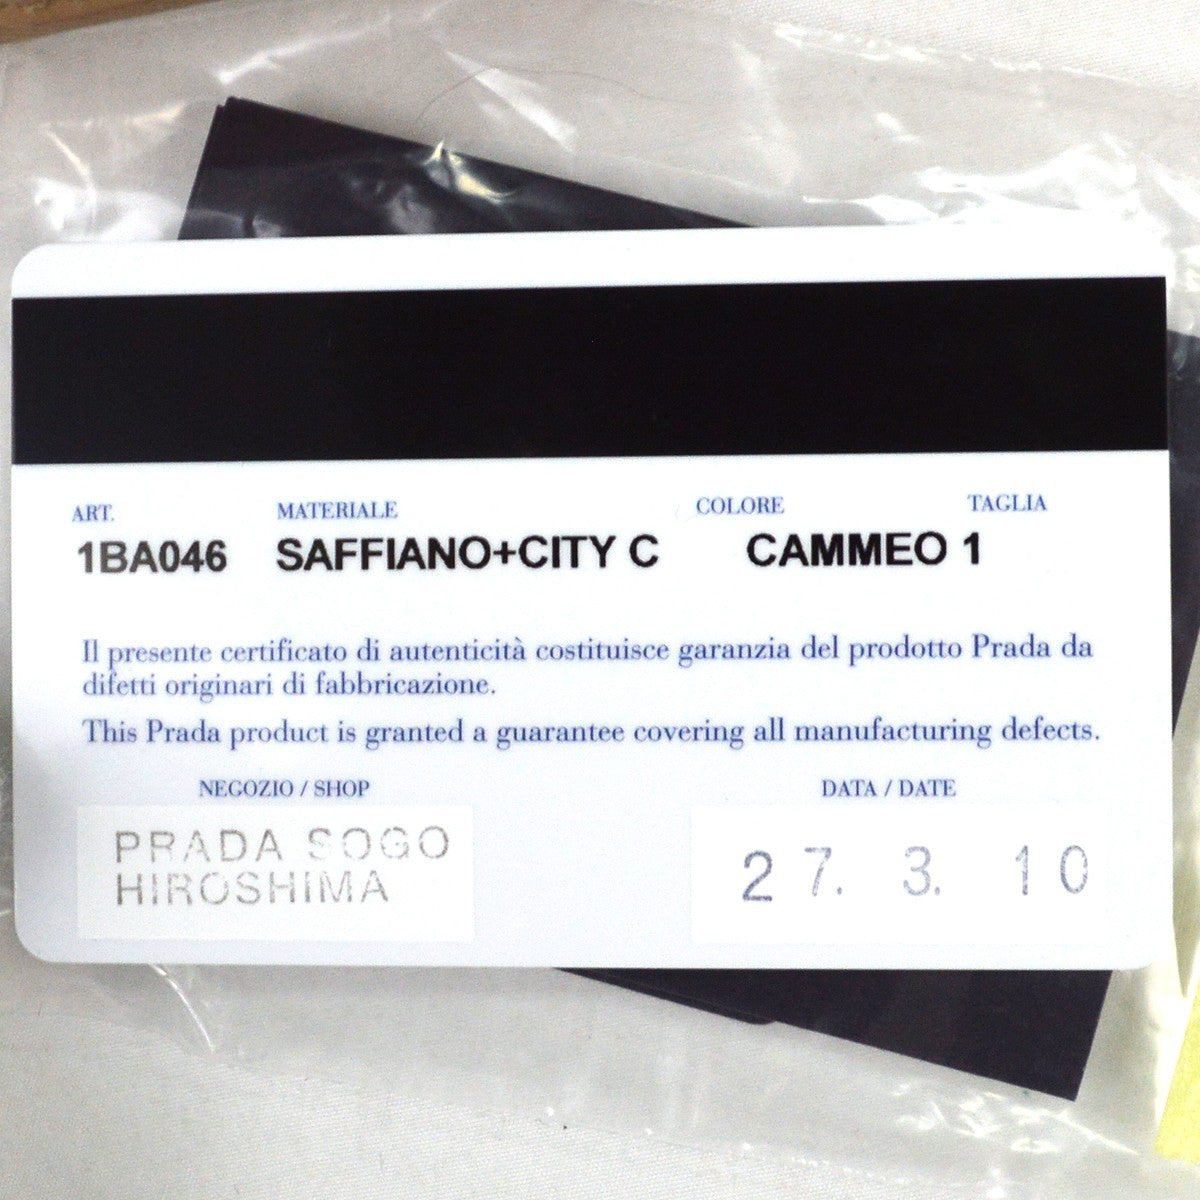 ART. MATERIALE COLORE TAGLIA
1BA046 SAFFIANO+CITY C CAMMEO 1
Il presente certificato di autenticità costituisce garanzia del prodotto Prada da
difetti originari di fabbricazione.
This Prada product is granted a guarantee covering all manufacturing defects.
NEGOZIO / SHOP DATA / DATE
PRADA SOGO
HIROSHIMA
27. 3. 10